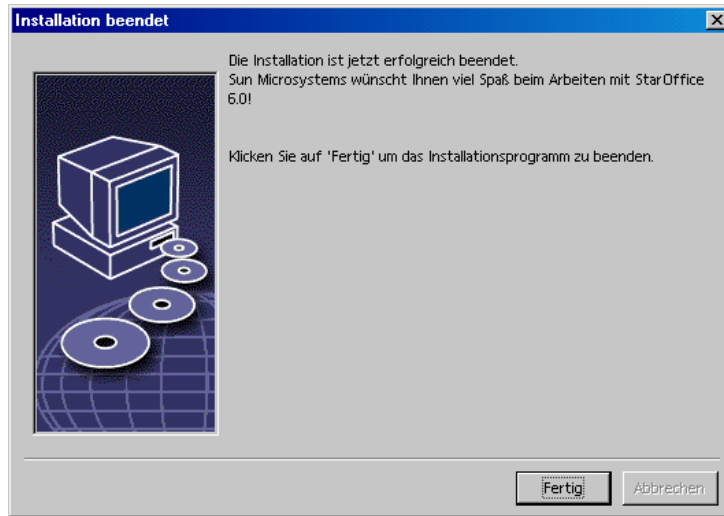 Installation beendet
Die Installation ist jetzt erfolgreich beendet.
Sun Microsystems wünscht Ihnen viel Spaß beim Arbeiten mit StarOffice
6.0!
Klicken Sie auf 'Fertig' um das Installationsprogramm zu beenden.
Fertig
Abbrechen